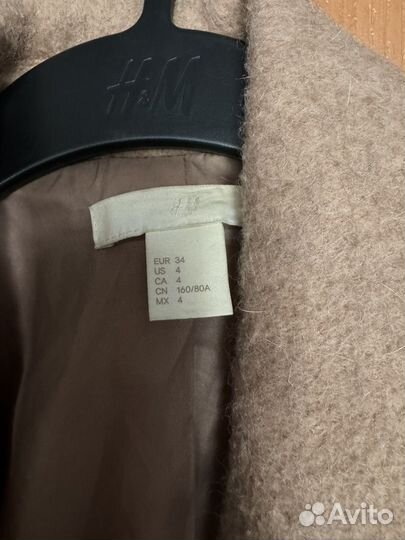 H&M
H&M
EUR 34
US 4
CA 4
CN 160/80A
MX 4
Avito